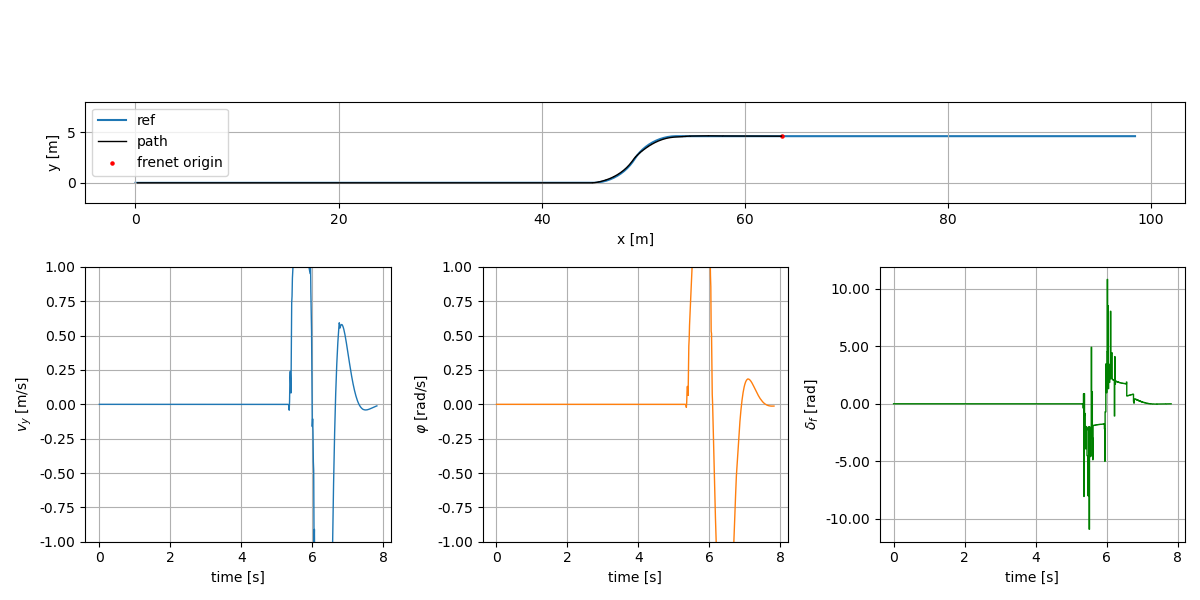 ref
path
frenet origin
5
0
y [m]
0 20 40 60 80 100
x [m]
1.00
0.75
0.50
0.25
0.00
-0.25
-0.50
-0.75
-1.00
v_y [m/s]
0 2 4 6 8
time [s]
1.00
0.75
0.50
0.25
0.00
-0.25
-0.50
-0.75
-1.00
φ [rad/s]
0 2 4 6 8
time [s]
10.00
5.00
0.00
-5.00
-10.00
δ_f [rad]
0 2 4 6 8
time [s]